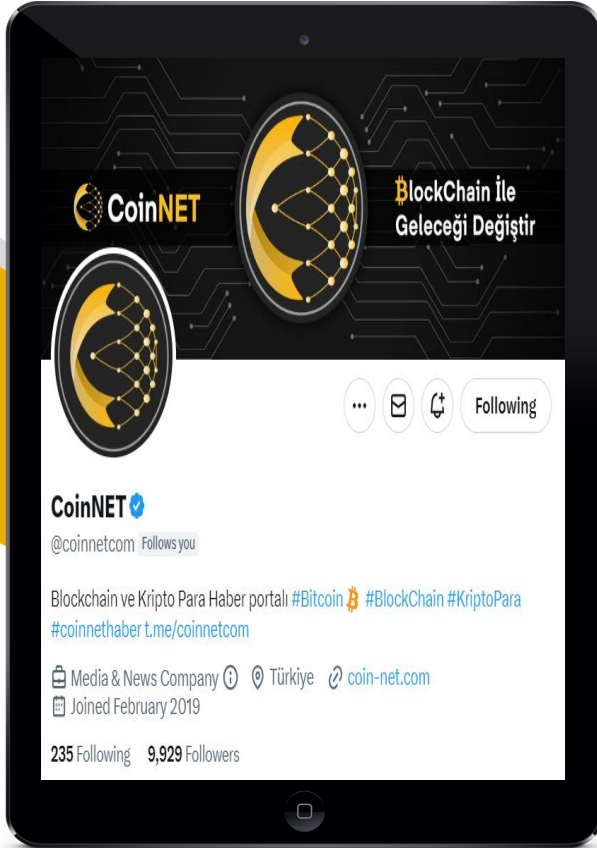 CoinNET
₿lockChain İle
Geleceği Değiştir
Following
CoinNET
@coinnetcom Follows you
Blockchain ve Kripto Para Haber portalı #Bitcoin #BlockChain #KriptoPara
#coinnethaber t.me/coinnetcom
Media & News Company Türkiye coin-net.com
Joined February 2019
235 Following 9,929 Followers